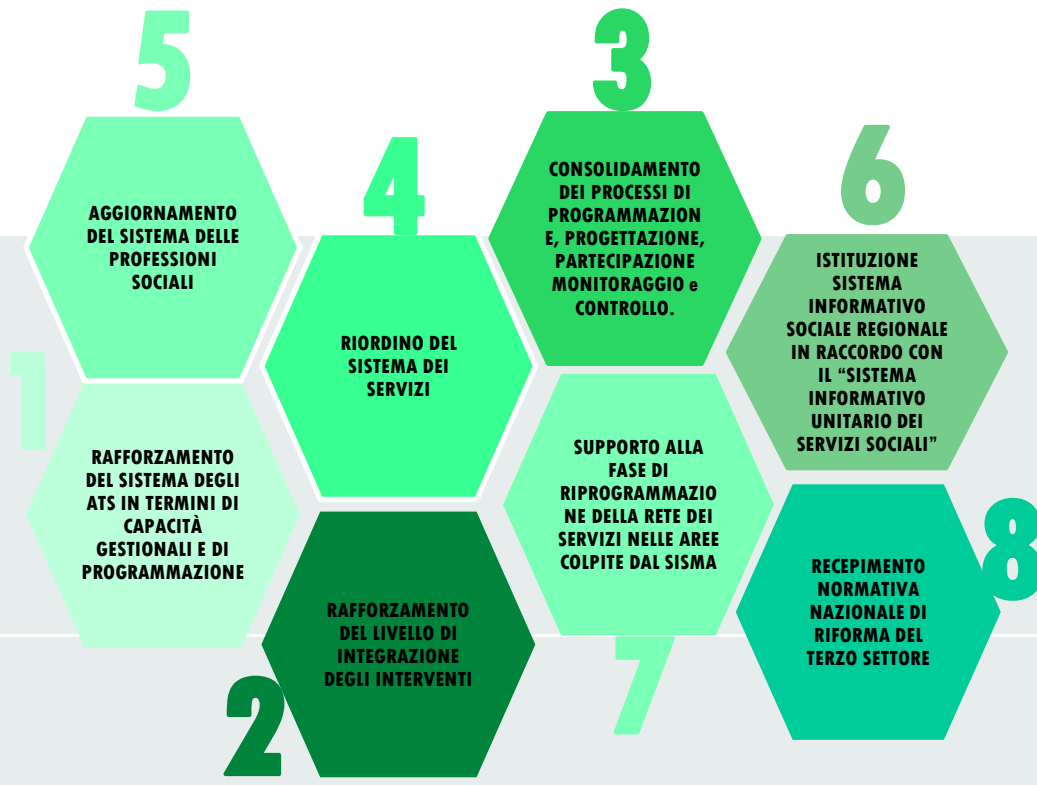 5
AGGIORNAMENTO
DEL SISTEMA DELLE
PROFESSIONI
SOCIALI
1
RAFFORZAMENTO
DEL SISTEMA DEGLI
ATS IN TERMINI DI
CAPACITÀ
GESTIONALI E DI
PROGRAMMAZIONE
4
RIORDINO DEL
SISTEMA DEI
SERVIZI
2
RAFFORZAMENTO
DEL LIVELLO DI
INTEGRAZIONE
DEGLI INTERVENTI
3
CONSOLIDAMENTO
DEI PROCESSI DI
PROGRAMMAZION
E, PROGETTAZIONE,
PARTECIPAZIONE
MONITORAGGIO e
CONTROLLO.
SUPPORTO ALLA
FASE DI
RIPROGRAMMAZIO
NE DELLA RETE DEI
SERVIZI NELLE AREE
COLPITE DAL SISMA
7
6
ISTITUZIONE
SISTEMA
INFORMATIVO
SOCIALE REGIONALE
IN RACCORDO CON
IL “SISTEMA
INFORMATIVO
UNITARIO DEI
SERVIZI SOCIALI”
8
RECEPIMENTO
NORMATIVA
NAZIONALE DI
RIFORMA DEL
TERZO SETTORE